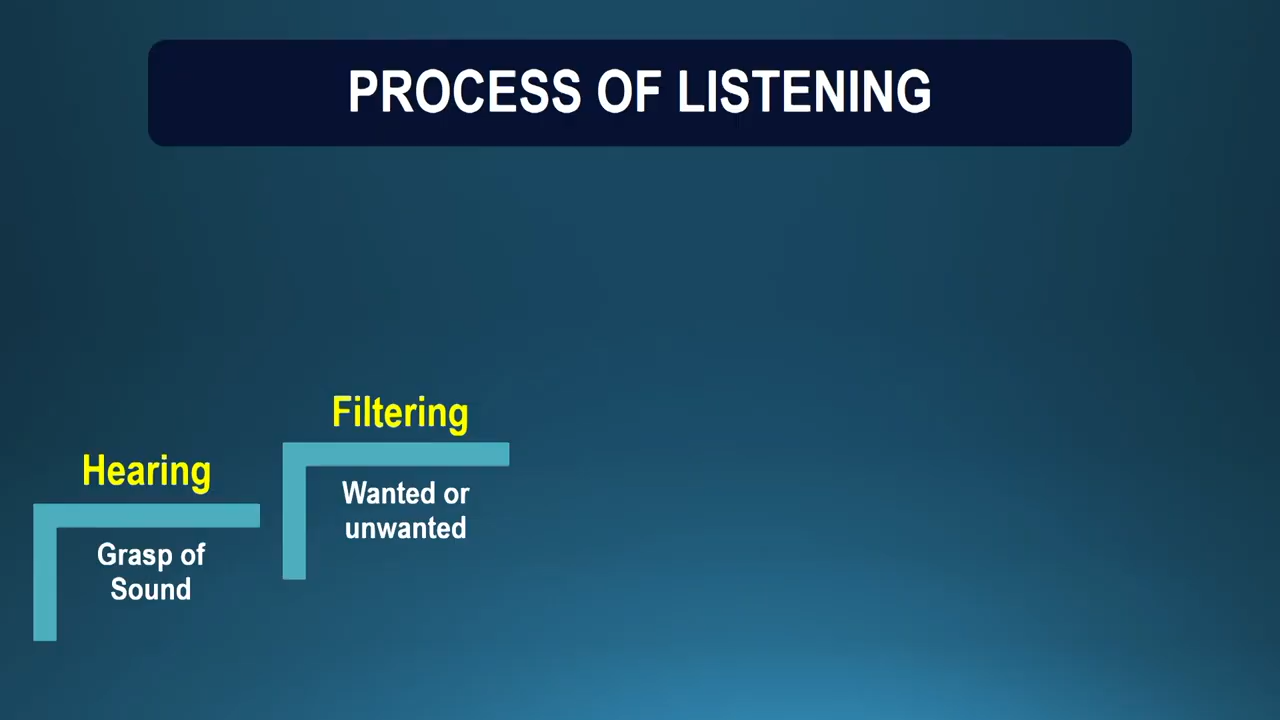 PROCESS OF LISTENING
Hearing
Grasp of
Sound
Filtering
Wanted or
unwanted